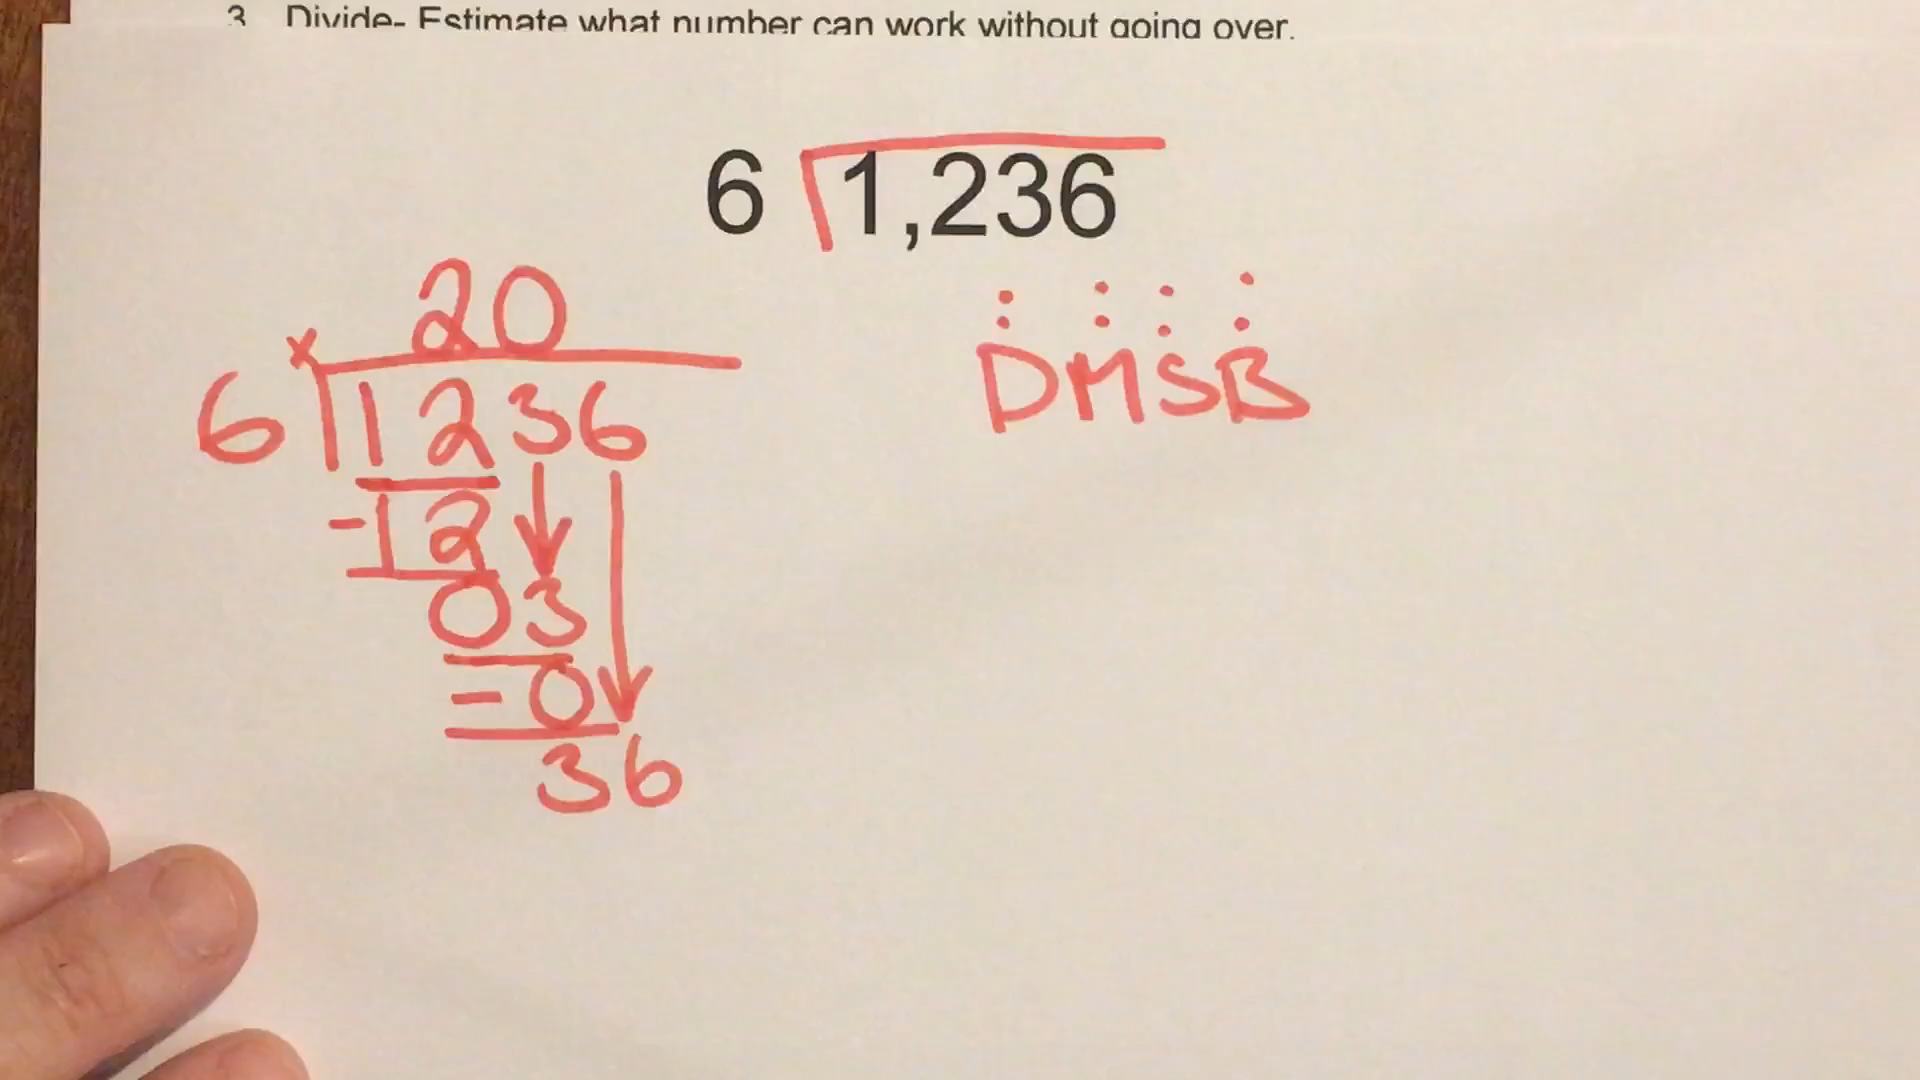 3. Divide- Estimate what number can work without going over.
6 1,236
20
x
6 1236
-12
03
-0
36
: : : :
DMSB